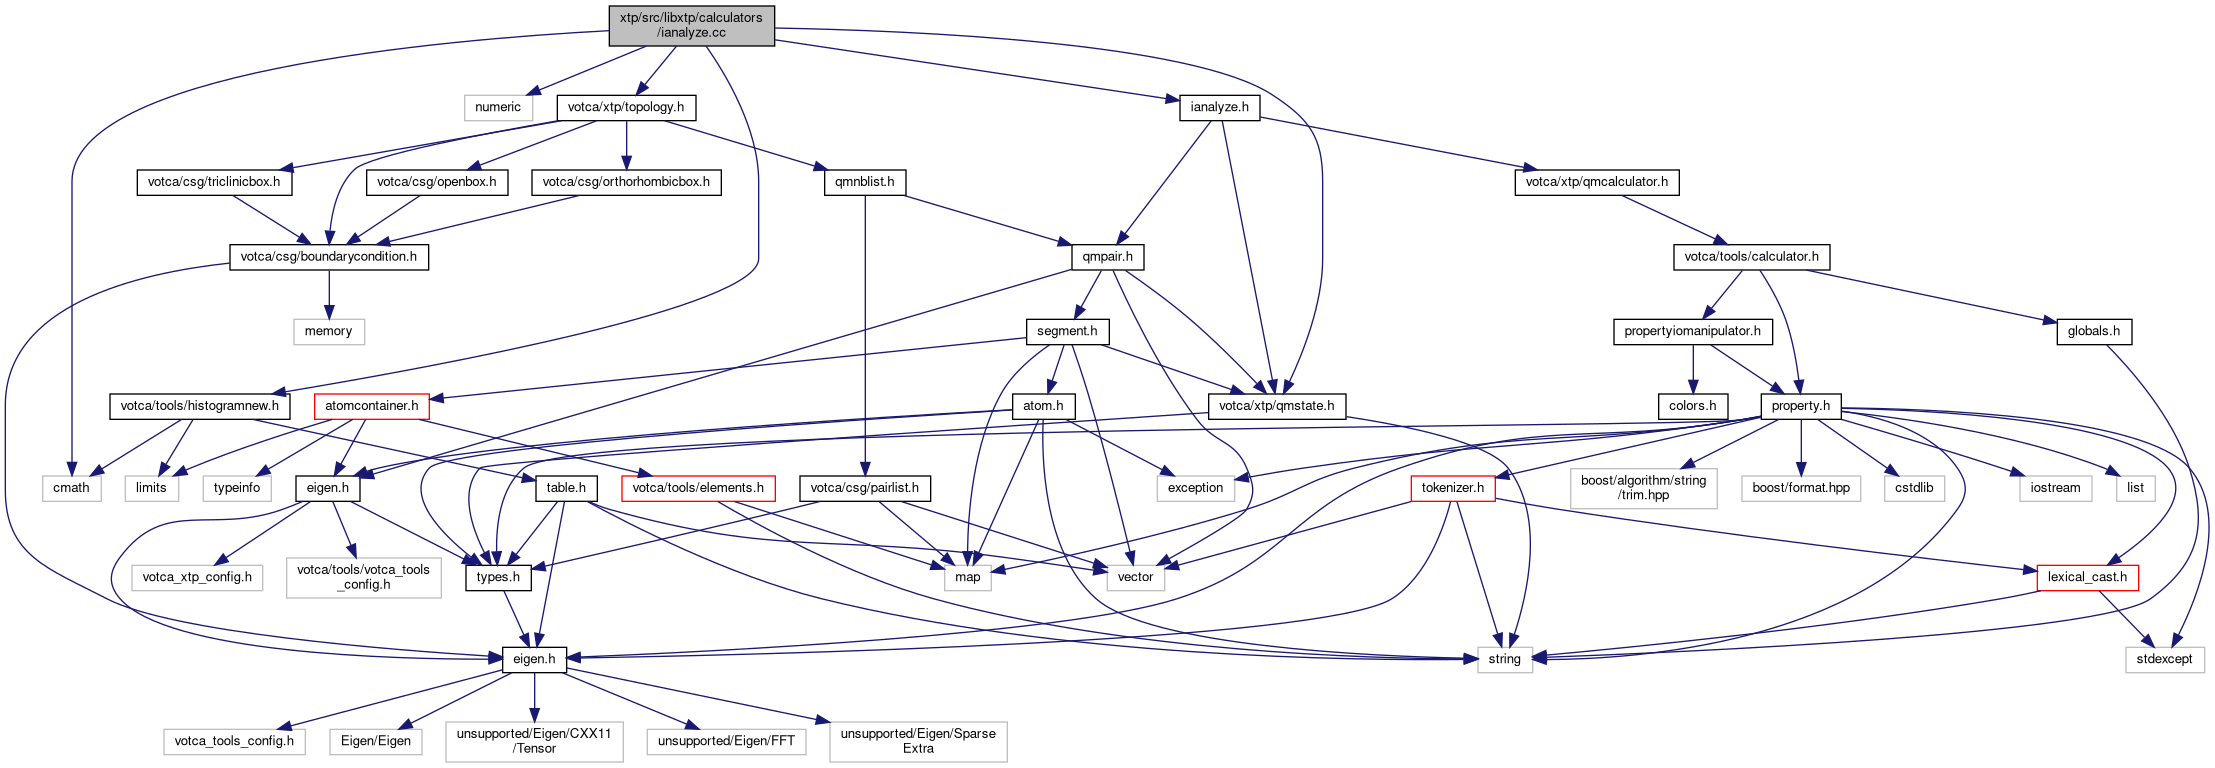 xtp/src/libxtp/calculators
/ianalyze.cc
numeric
votca/xtp/topology.h
ianalyze.h
votca/csg/triclinicbox.h
votca/csg/openbox.h
votca/csg/orthorhombicbox.h
qmnblist.h
votca/xtp/qmcalculator.h
votca/csg/boundarycondition.h
qmpair.h
votca/tools/calculator.h
memory
segment.h
propertyiomanipulator.h
globals.h
votca/tools/histogramnew.h
atomcontainer.h
atom.h
votca/xtp/qmstate.h
colors.h
property.h
cmath
limits
typeinfo
eigen.h
table.h
votca/tools/elements.h
votca/csg/pairlist.h
exception
tokenizer.h
boost/algorithm/string
/trim.hpp
boost/format.hpp
cstdlib
iostream
list
votca_xtp_config.h
votca/tools/votca_tools
_config.h
types.h
map
vector
lexical_cast.h
eigen.h
string
stdexcept
votca_tools_config.h
Eigen/Eigen
unsupported/Eigen/CXX11
/Tensor
unsupported/Eigen/FFT
unsupported/Eigen/Sparse
Extra